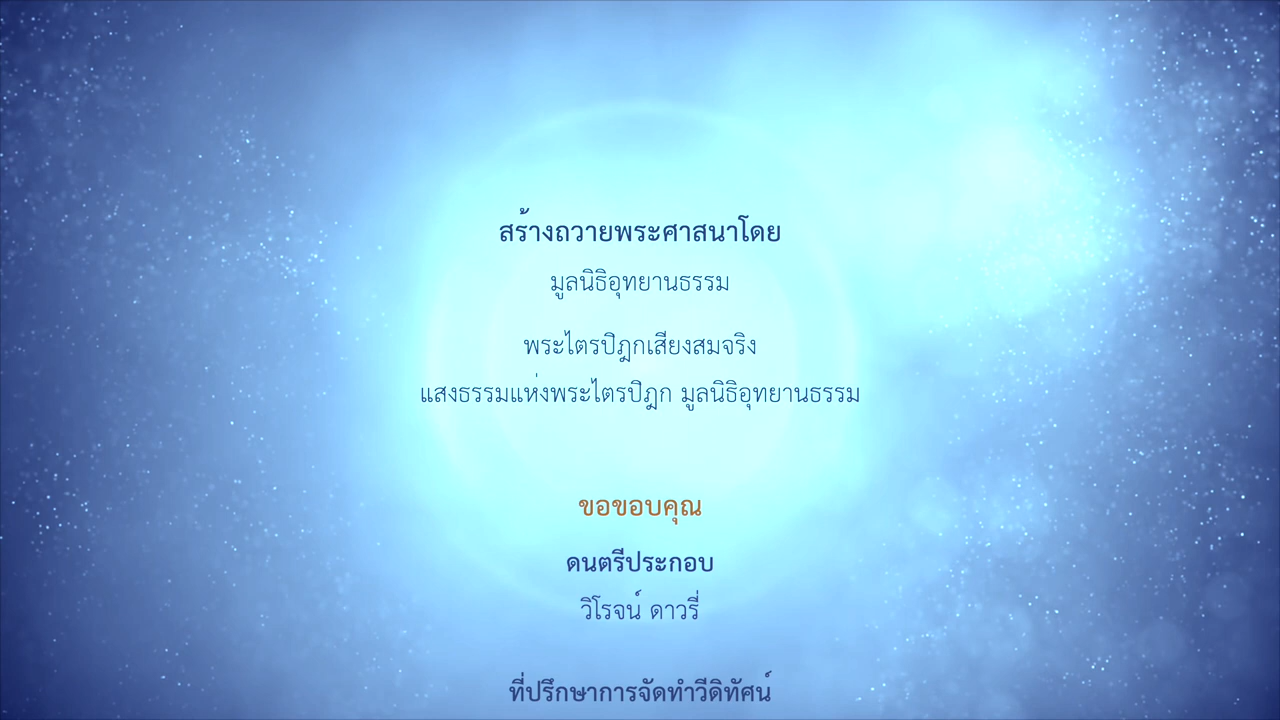 สร้างถวายพระศาสนาโดย
มูลนิธิอุทยานธรรม
พระไตรปิฎกเสียงสมจริง
แสงธรรมแห่งพระไตรปิฎก มูลนิธิอุทยานธรรม
ขอขอบคุณ
ดนตรีประกอบ
วิโรจน์ ดาวรี่
ที่ปรึกษาการจัดทำวีดิทัศน์